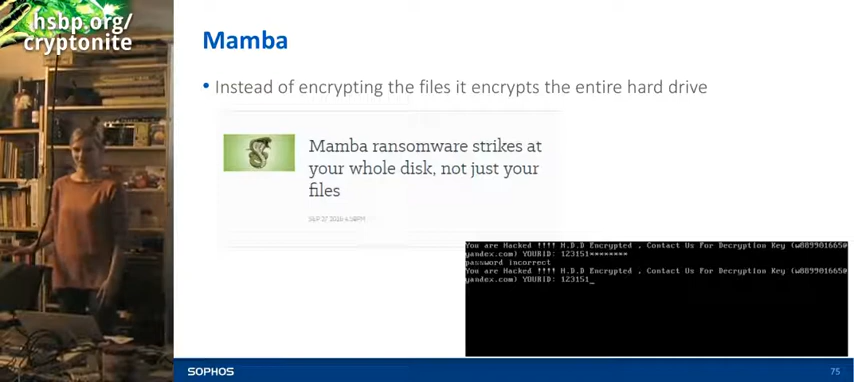 hsbp.org/
cryptonite
Mamba
• Instead of encrypting the files it encrypts the entire hard drive
Mamba ransomware strikes at
your whole disk, not just your
files
SEP 27 2016 4:58PM
You are Hacked !!!! H.D.D Encrypted , Contact Us For Decryption Key (w889901665@
yandex.com) YOURID: 123151********
password incorrect
You are Hacked !!!! H.D.D Encrypted , Contact Us For Decryption Key (w889901665@
yandex.com) YOURID: 123151_
SOPHOS
75